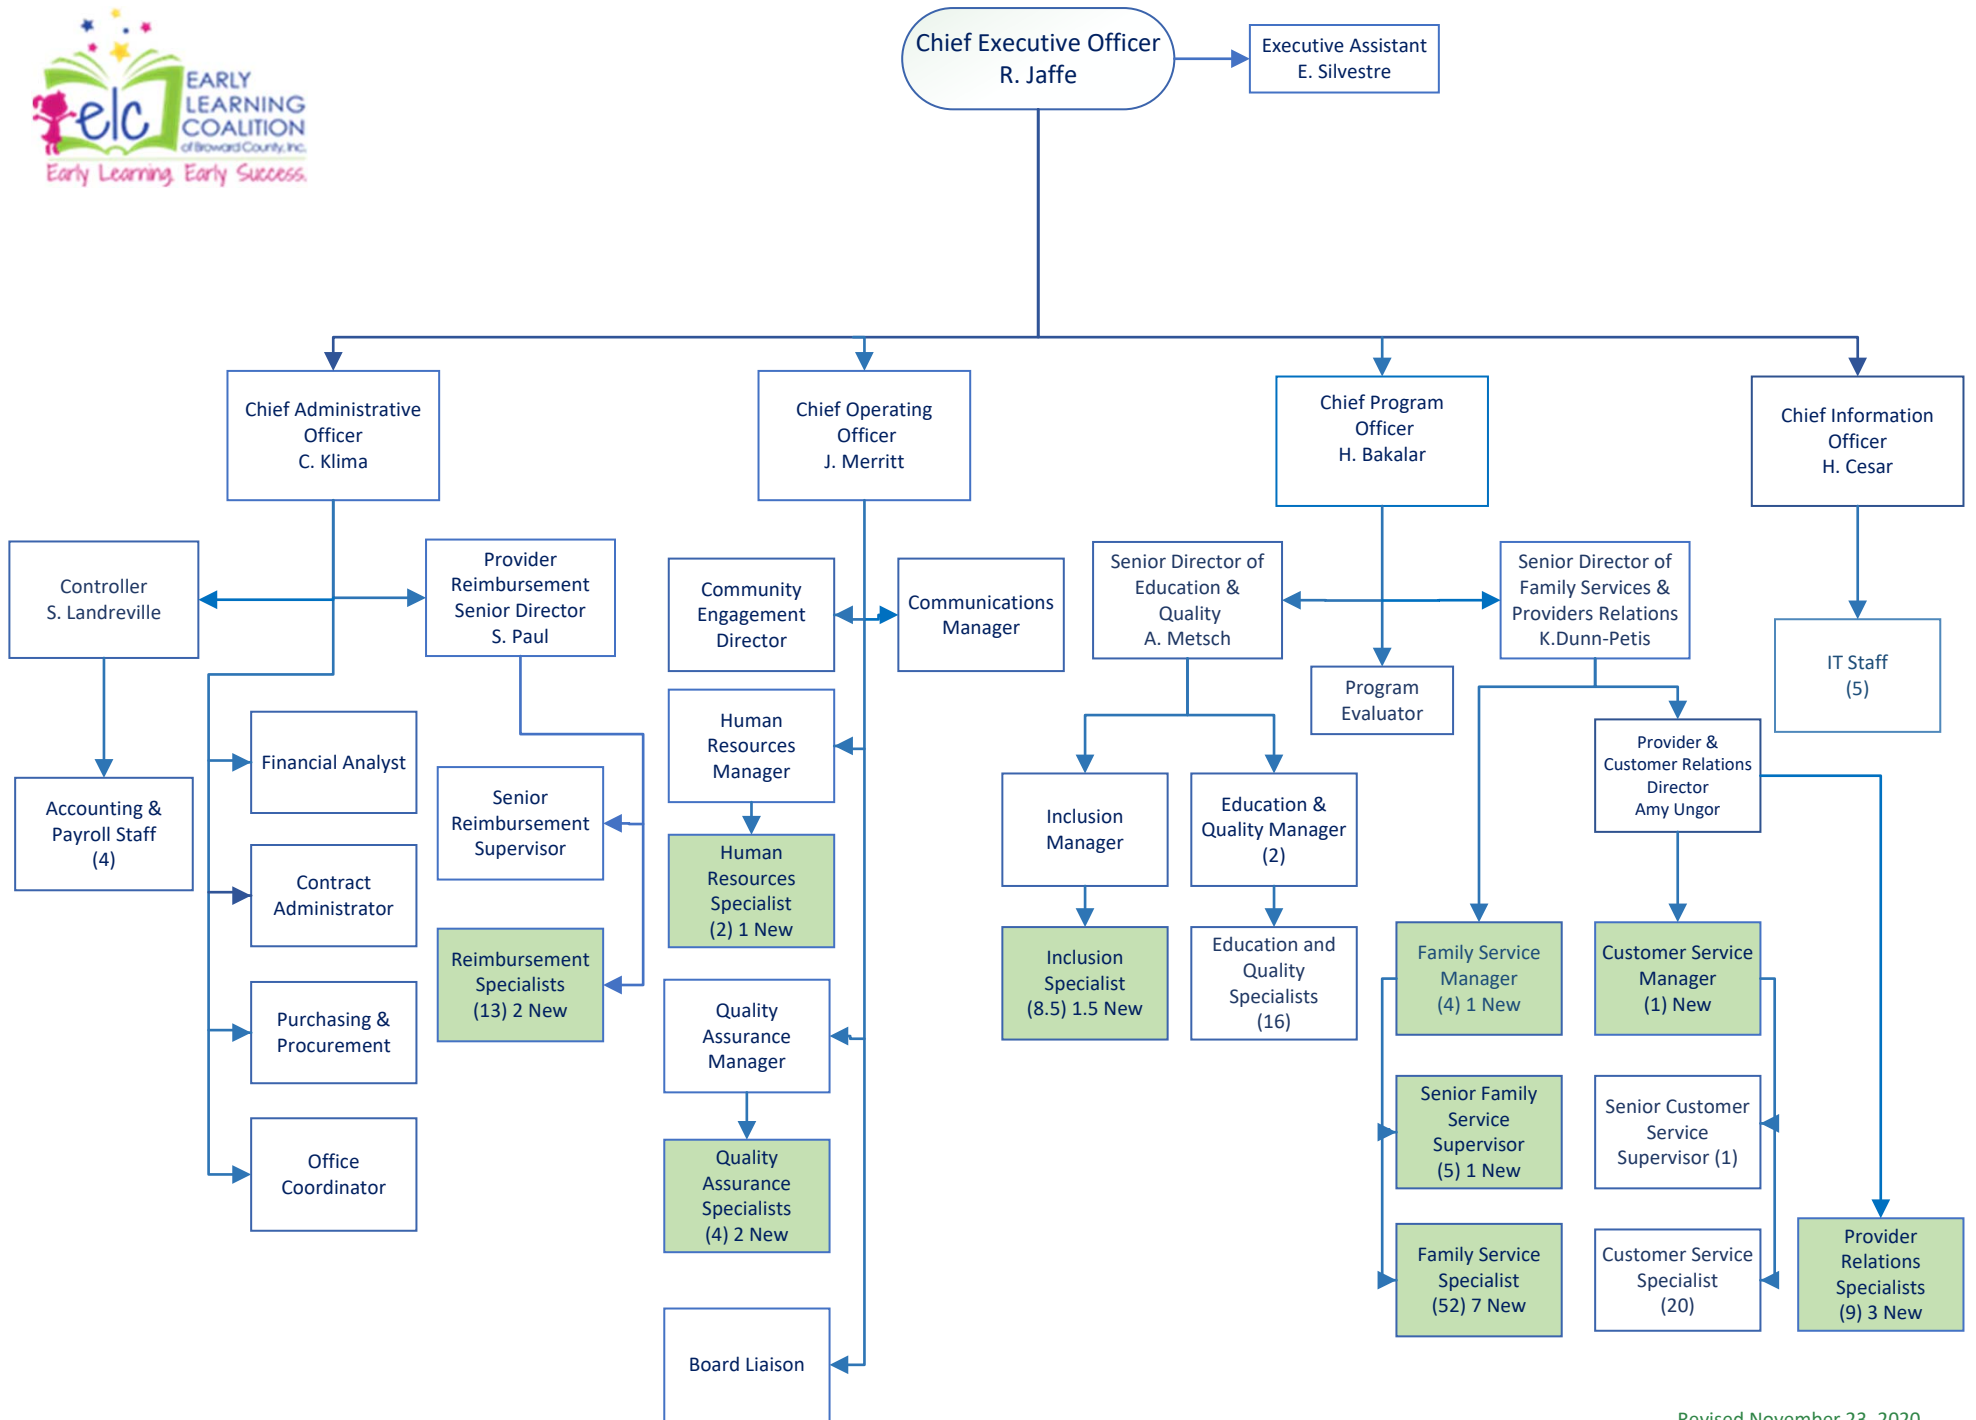 elc
EARLY
LEARNING
COALITION
of Broward County, Inc.
Early Learning. Early Success.
Chief Executive Officer
R. Jaffe
Executive Assistant
E. Silvestre
Chief Administrative
Officer
C. Klima
Chief Operating
Officer
J. Merritt
Chief Program
Officer
H. Bakalar
Chief Information
Officer
H. Cesar
Controller
S. Landreville
Provider
Reimbursement
Senior Director
S. Paul
Community
Engagement
Director
Communications
Manager
Senior Director of
Education &
Quality
A. Metsch
Senior Director of
Family Services &
Providers Relations
K.Dunn-Petis
IT Staff
(5)
Program
Evaluator
Human
Resources
Manager
Provider &
Customer Relations
Director
Amy Ungor
Financial Analyst
Accounting &
Payroll Staff
(4)
Senior
Reimbursement
Supervisor
Inclusion
Manager
Education &
Quality Manager
(2)
Human
Resources
Specialist
(2) 1 New
Contract
Administrator
Reimbursement
Specialists
(13) 2 New
Inclusion
Specialist
(8.5) 1.5 New
Education and
Quality
Specialists
(16)
Family Service
Manager
(4) 1 New
Customer Service
Manager
(1) New
Purchasing &
Procurement
Quality
Assurance
Manager
Senior Family
Service
Supervisor
(5) 1 New
Senior Customer
Service
Supervisor (1)
Office
Coordinator
Quality
Assurance
Specialists
(4) 2 New
Family Service
Specialist
(52) 7 New
Customer Service
Specialist
(20)
Provider
Relations
Specialists
(9) 3 New
Board Liaison
Revised November 23, 2020